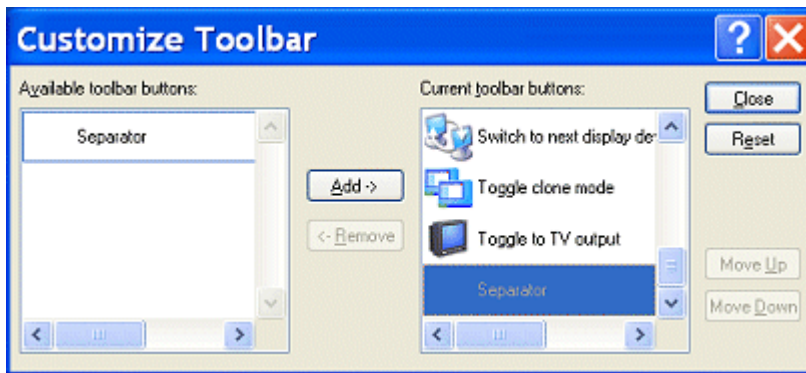 Customize Toolbar
Available toolbar buttons:
Separator
Add ->
<- Remove
Current toolbar buttons:
Switch to next display de
Toggle clone mode
Toggle to TV output
Separator
Close
Reset
Move Up
Move Down